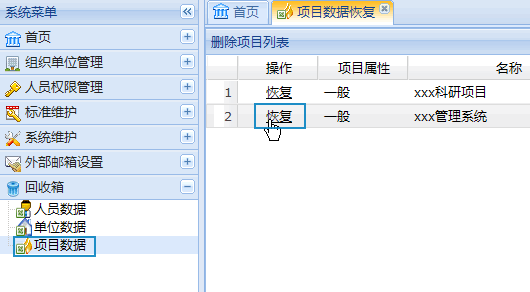 系统菜单
首页
组织单位管理
人员权限管理
标准维护
系统维护
外部邮箱设置
回收箱
人员数据
单位数据
项目数据
首页 项目数据恢复
删除项目列表
操作 项目属性 名称
1 恢复 一般 xxx科研项目
2 恢复 一般 xxx管理系统